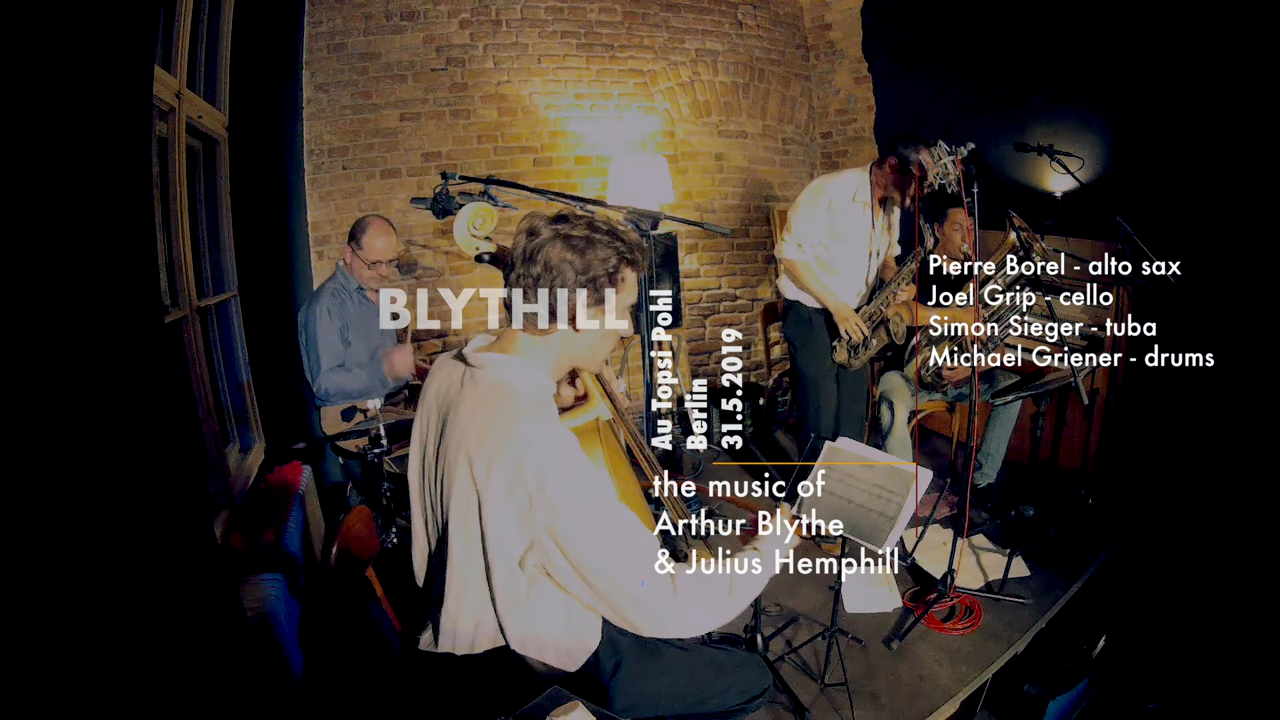 BLYTHILL
Au Topsi Pohl
Berlin
31.5.2019
Pierre Borel - alto sax
Joel Grip - cello
Simon Sieger - tuba
Michael Griener - drums
the music of
Arthur Blythe
& Julius Hemphill